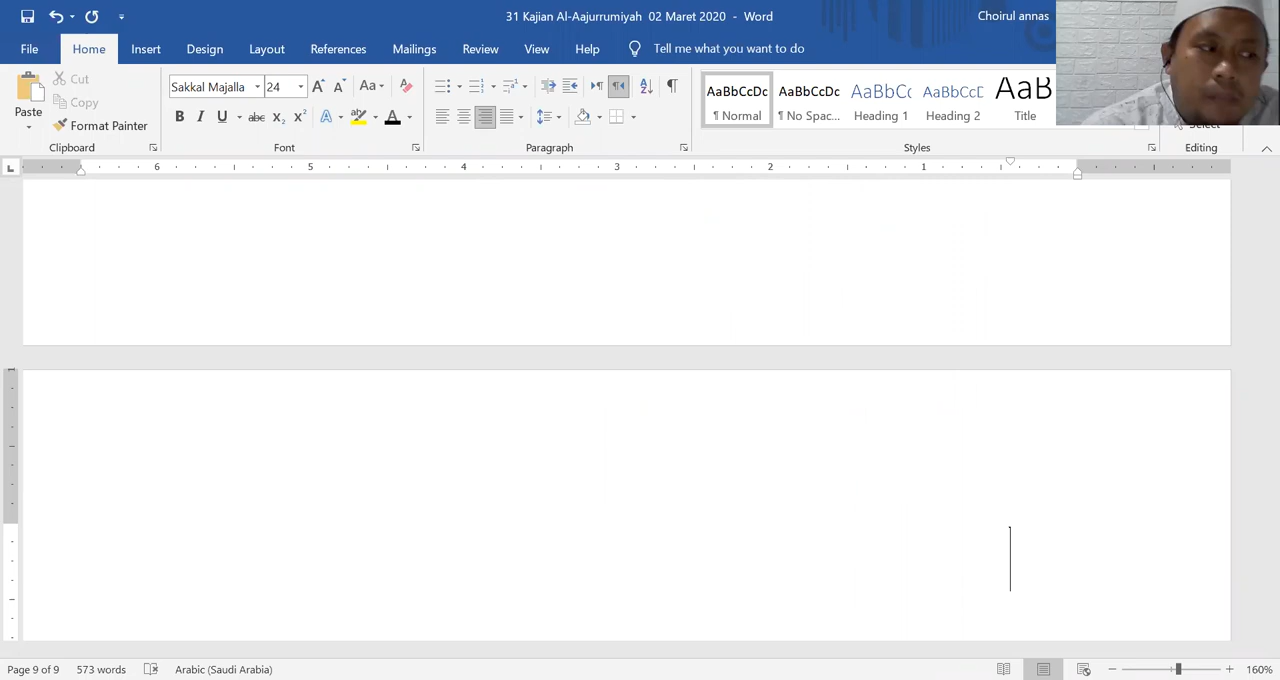 31 Kajian Al-Aajurrumiyah 02 Maret 2020 - Word
Choirul annas
File Home Insert Design Layout References Mailings Review View Help Tell me what you want to do
Paste
Cut
Copy
Format Painter
Clipboard
Sakkal Majalla 24
Font
Paragraph
AaBbCcDc AaBbCcDc AaBbCc AaBbCcD AaB
¶ Normal ¶ No Spac... Heading 1 Heading 2 Title
Styles
Select
Editing
6 5 4 3 2 1
Page 9 of 9 573 words Arabic (Saudi Arabia) 160%